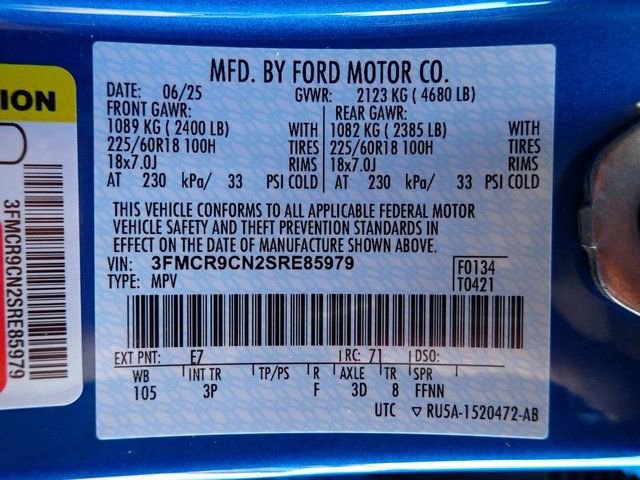 MFD. BY FORD MOTOR CO.
DATE: 06/25 GVWR: 2123 KG ( 4680 LB)
FRONT GAWR: REAR GAWR:
1089 KG ( 2400 LB) WITH 1082 KG ( 2385 LB) WITH
225/60R18 100H TIRES 225/60R18 100H TIRES
18x7.0J RIMS 18x7.0J RIMS
AT 230 kPa/ 33 PSI COLD AT 230 kPa/ 33 PSI COLD
THIS VEHICLE CONFORMS TO ALL APPLICABLE FEDERAL MOTOR
VEHICLE SAFETY AND THEFT PREVENTION STANDARDS IN
EFFECT ON THE DATE OF MANUFACTURE SHOWN ABOVE.
VIN: 3FMCR9CN2SRE85979 F0134
TYPE: MPV T0421
EXT PNT: E7 RC: 71 DSO:
WB INT TR TP/PS R AXLE TR SPR
105 3P F 3D 8 FFNN
UTC ▽ RU5A-1520472-AB
ION
3FMCR9CN2SRE85979